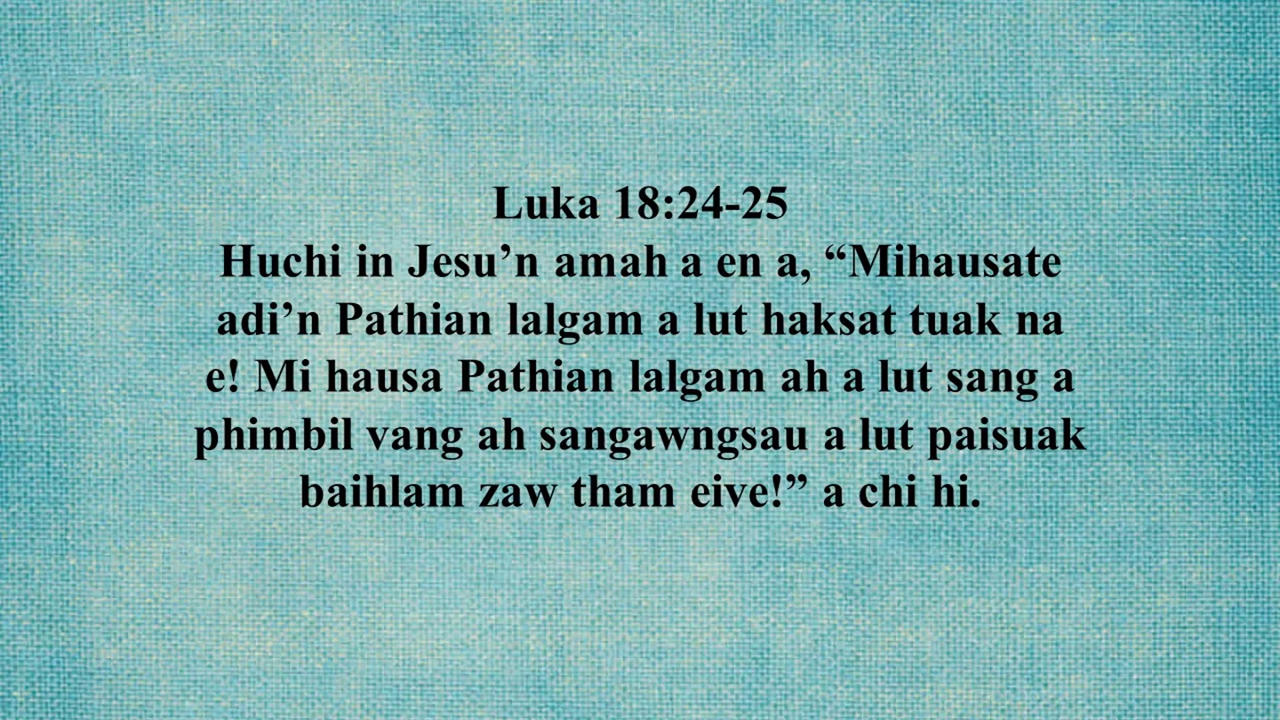 Luka 18:24-25
Huchi in Jesu’n amah a en a, “Mihausate
adi’n Pathian lalgam a lut haksat tuak na
e! Mi hausa Pathian lalgam ah a lut sang a
phimbil vang ah sangawngsau a lut paisuak
baihlam zaw tham eive!” a chi hi.